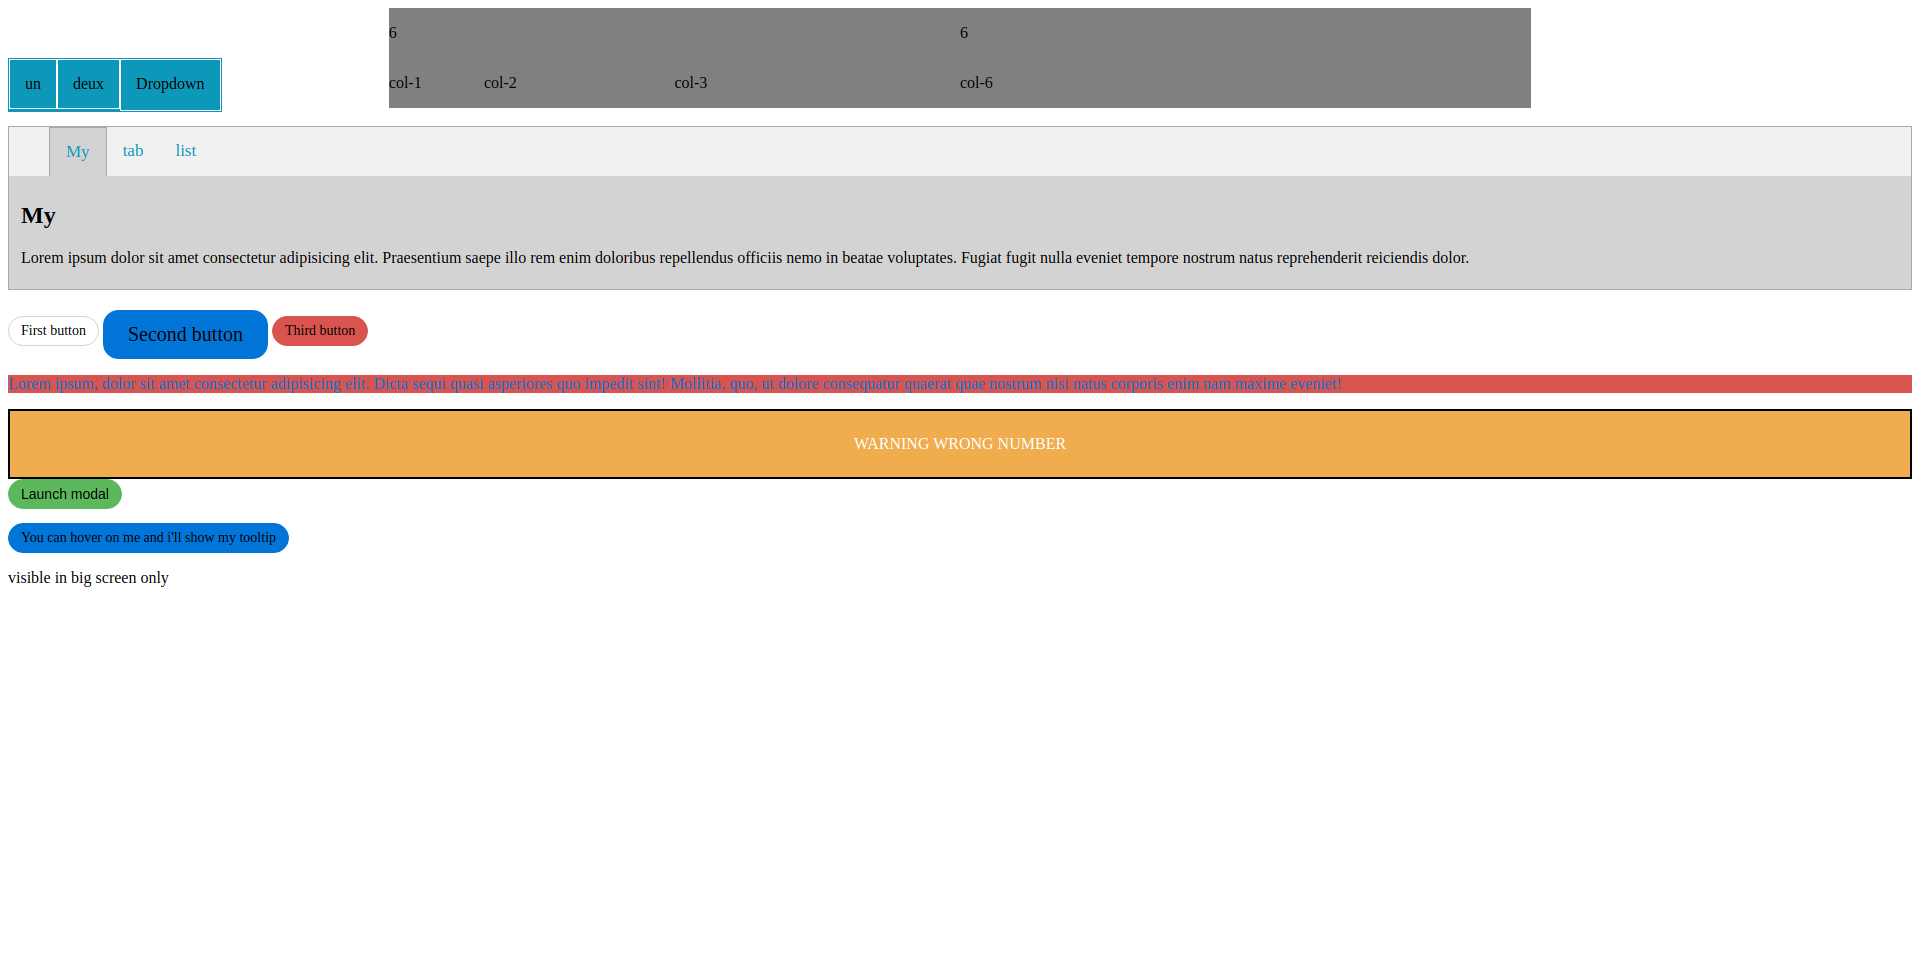 6 6
col-1 col-2 col-3 col-6
un deux Dropdown
My tab list
My
Lorem ipsum dolor sit amet consectetur adipisicing elit. Praesentium saepe illo rem enim doloribus repellendus officiis nemo in beatae voluptates. Fugiat fugit nulla eveniet tempore nostrum natus reprehenderit reiciendis dolor.
First button Second button Third button
Lorem ipsum, dolor sit amet consectetur adipisicing elit. Dicta sequi quasi asperiores quo impedit sint! Mollitia, quo, ut dolore consequatur quaerat quae nostrum nisi natus corporis enim nam maxime eveniet!
WARNING WRONG NUMBER
Launch modal
You can hover on me and i'll show my tooltip
visible in big screen only